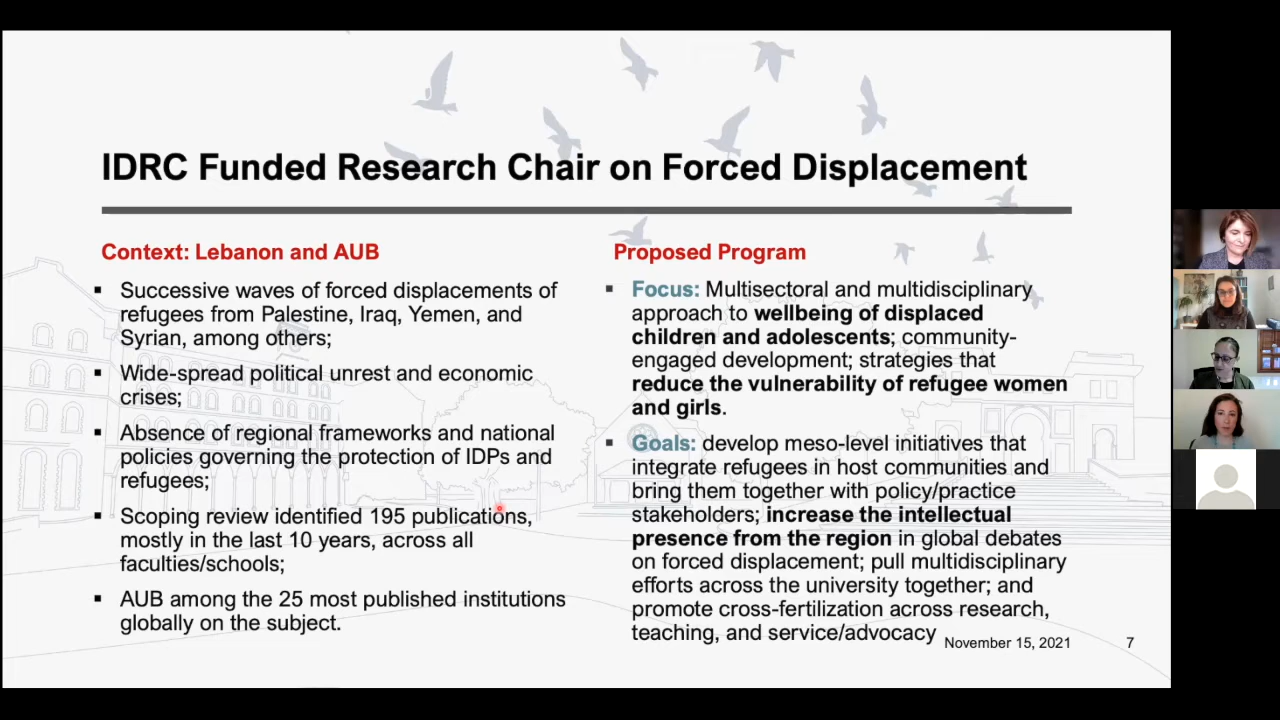 IDRC Funded Research Chair on Forced Displacement
Context: Lebanon and AUB
▪ Successive waves of forced displacements of
refugees from Palestine, Iraq, Yemen, and
Syrian, among others;
▪ Wide-spread political unrest and economic
crises;
▪ Absence of regional frameworks and national
policies governing the protection of IDPs and
refugees;
▪ Scoping review identified 195 publications,
mostly in the last 10 years, across all
faculties/schools;
▪ AUB among the 25 most published institutions
globally on the subject.
Proposed Program
▪ Focus: Multisectoral and multidisciplinary
approach to wellbeing of displaced
children and adolescents; community-
engaged development; strategies that
reduce the vulnerability of refugee women
and girls.
▪ Goals: develop meso-level initiatives that
integrate refugees in host communities and
bring them together with policy/practice
stakeholders; increase the intellectual
presence from the region in global debates
on forced displacement; pull multidisciplinary
efforts across the university together; and
promote cross-fertilization across research,
teaching, and service/advocacy
November 15, 2021
7